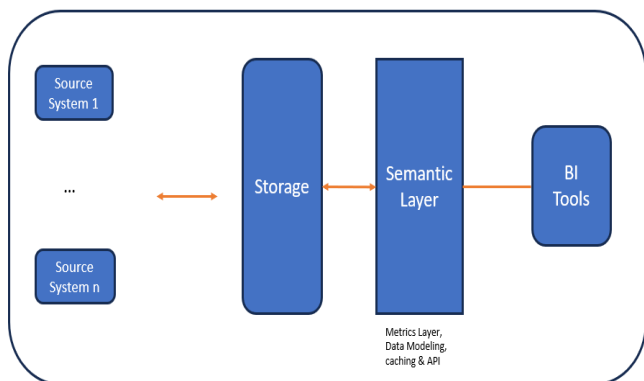 Source
System 1
...
Source
System n
Storage
Semantic
Layer
Metrics Layer,
Data Modeling,
caching & API
BI
Tools